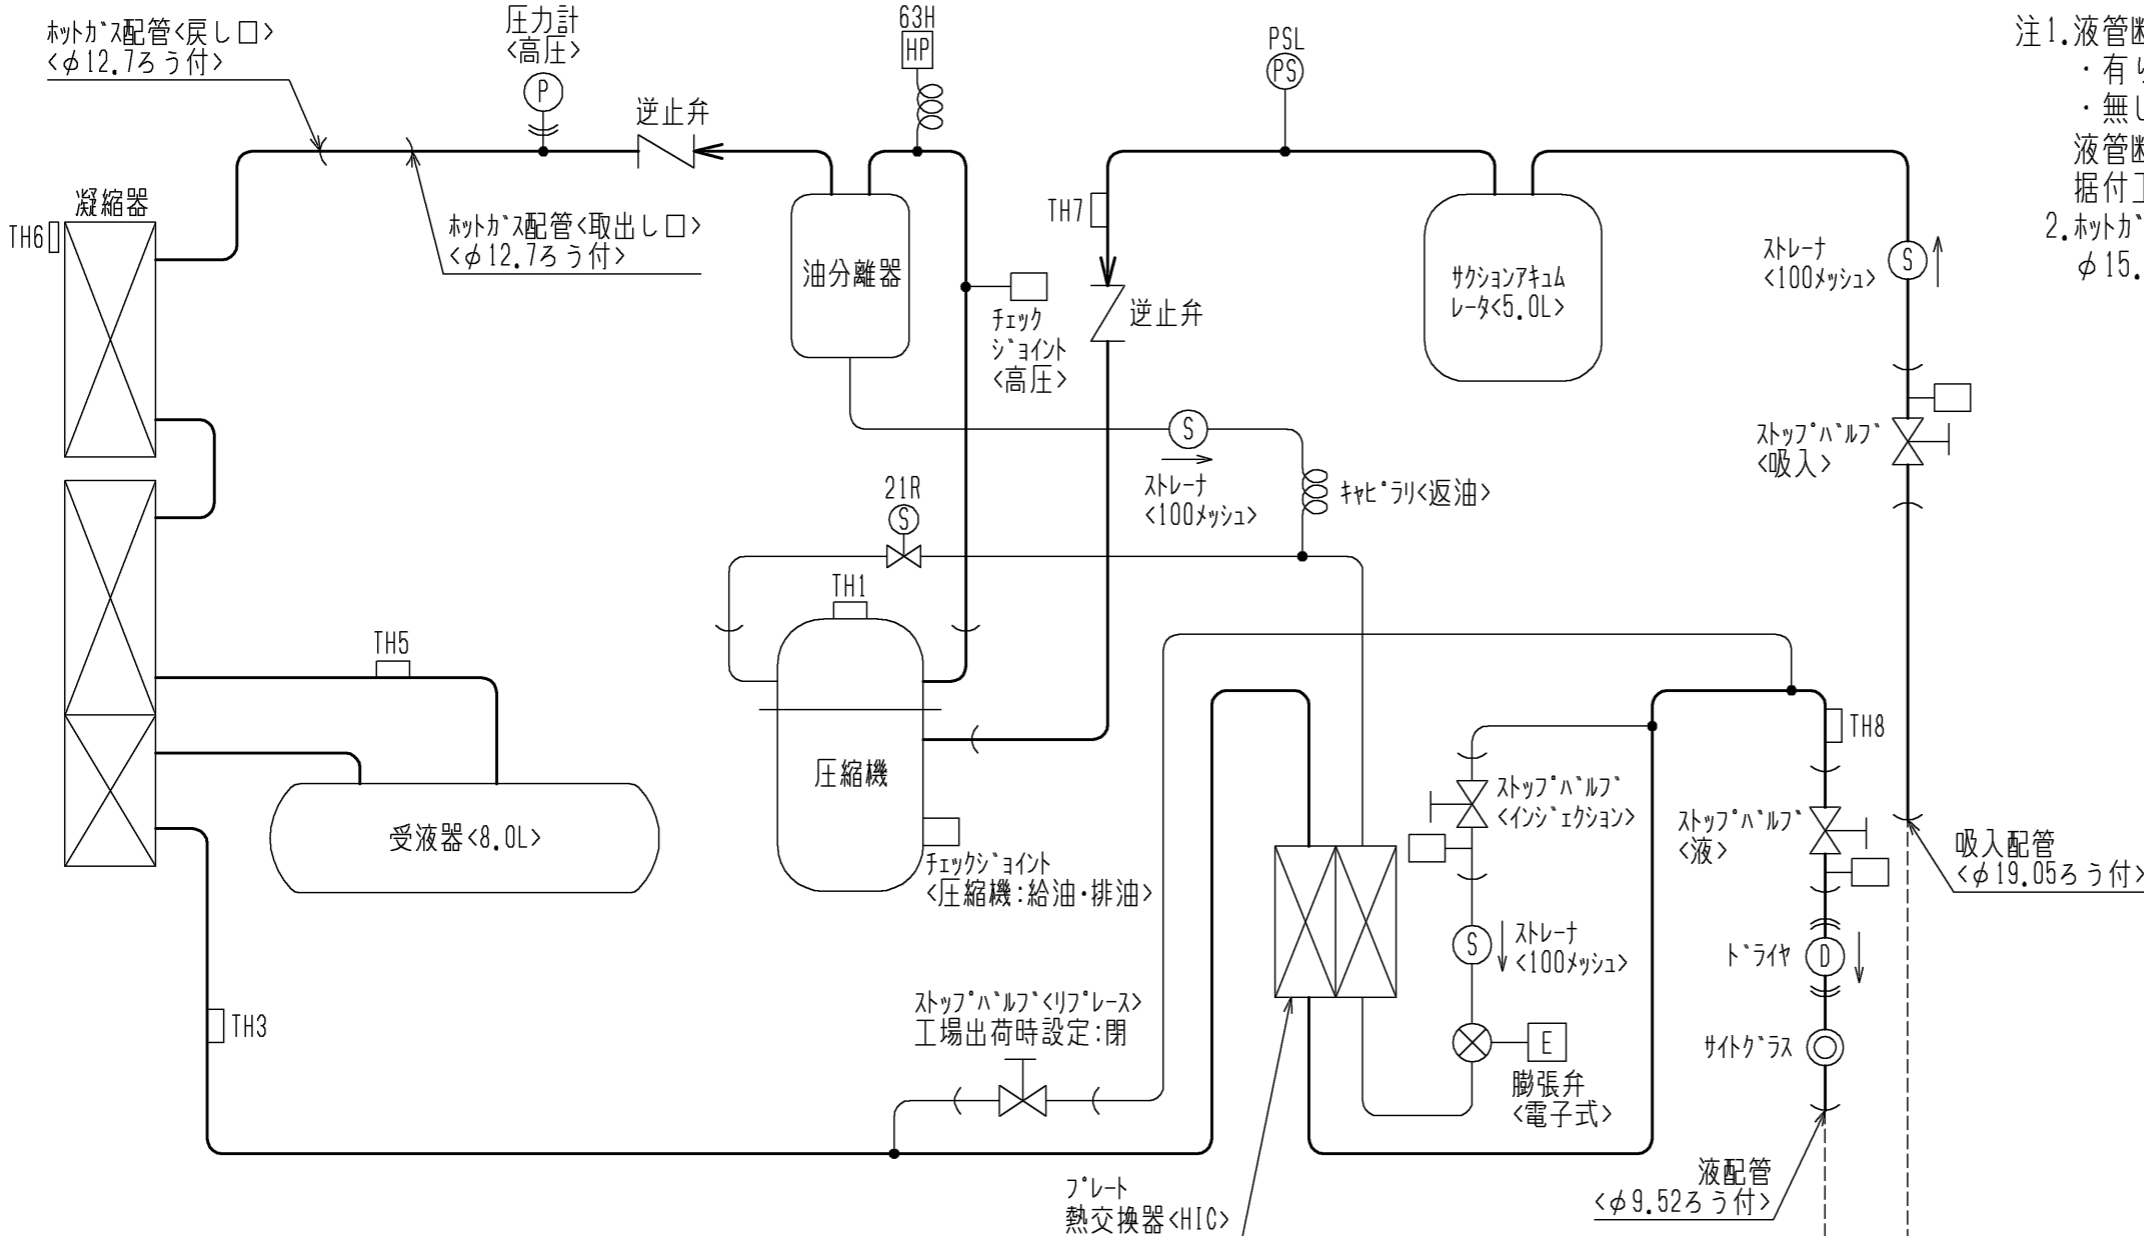 ホットガス配管<戻し口>
<φ12.7ろう付>
圧力計
<高圧>
P
63H
HP
逆止弁
PSL
PS
注1.液管断
・有り
・無し
液管断
据付工
2.ホットガ
φ15.
凝縮器
TH6
ホットガス配管<取出し口>
<φ12.7ろう付>
油分離器
チェック
ジョイント
<高圧>
TH7
逆止弁
サクションアキュム
レータ<5.0L>
ストレーナ
<100メッシュ>
S
ストップバルブ
<吸入>
S
ストレーナ
<100メッシュ>
キャピラリ<返油>
21R
S
TH1
TH5
圧縮機
受液器<8.0L>
チェックジョイント
<圧縮機:給油・排油>
TH8
ストップバルブ
<インジェクション>
ストップバルブ
<液>
吸入配管
<φ19.05ろう付>
S
ストレーナ
<100メッシュ>
ドライヤ
D
TH3
ストップバルブ<リプレース>
工場出荷時設定:閉
E
膨張弁
<電子式>
サイトグラス
プレート
熱交換器<HIC>
液配管
<φ9.52ろう付>